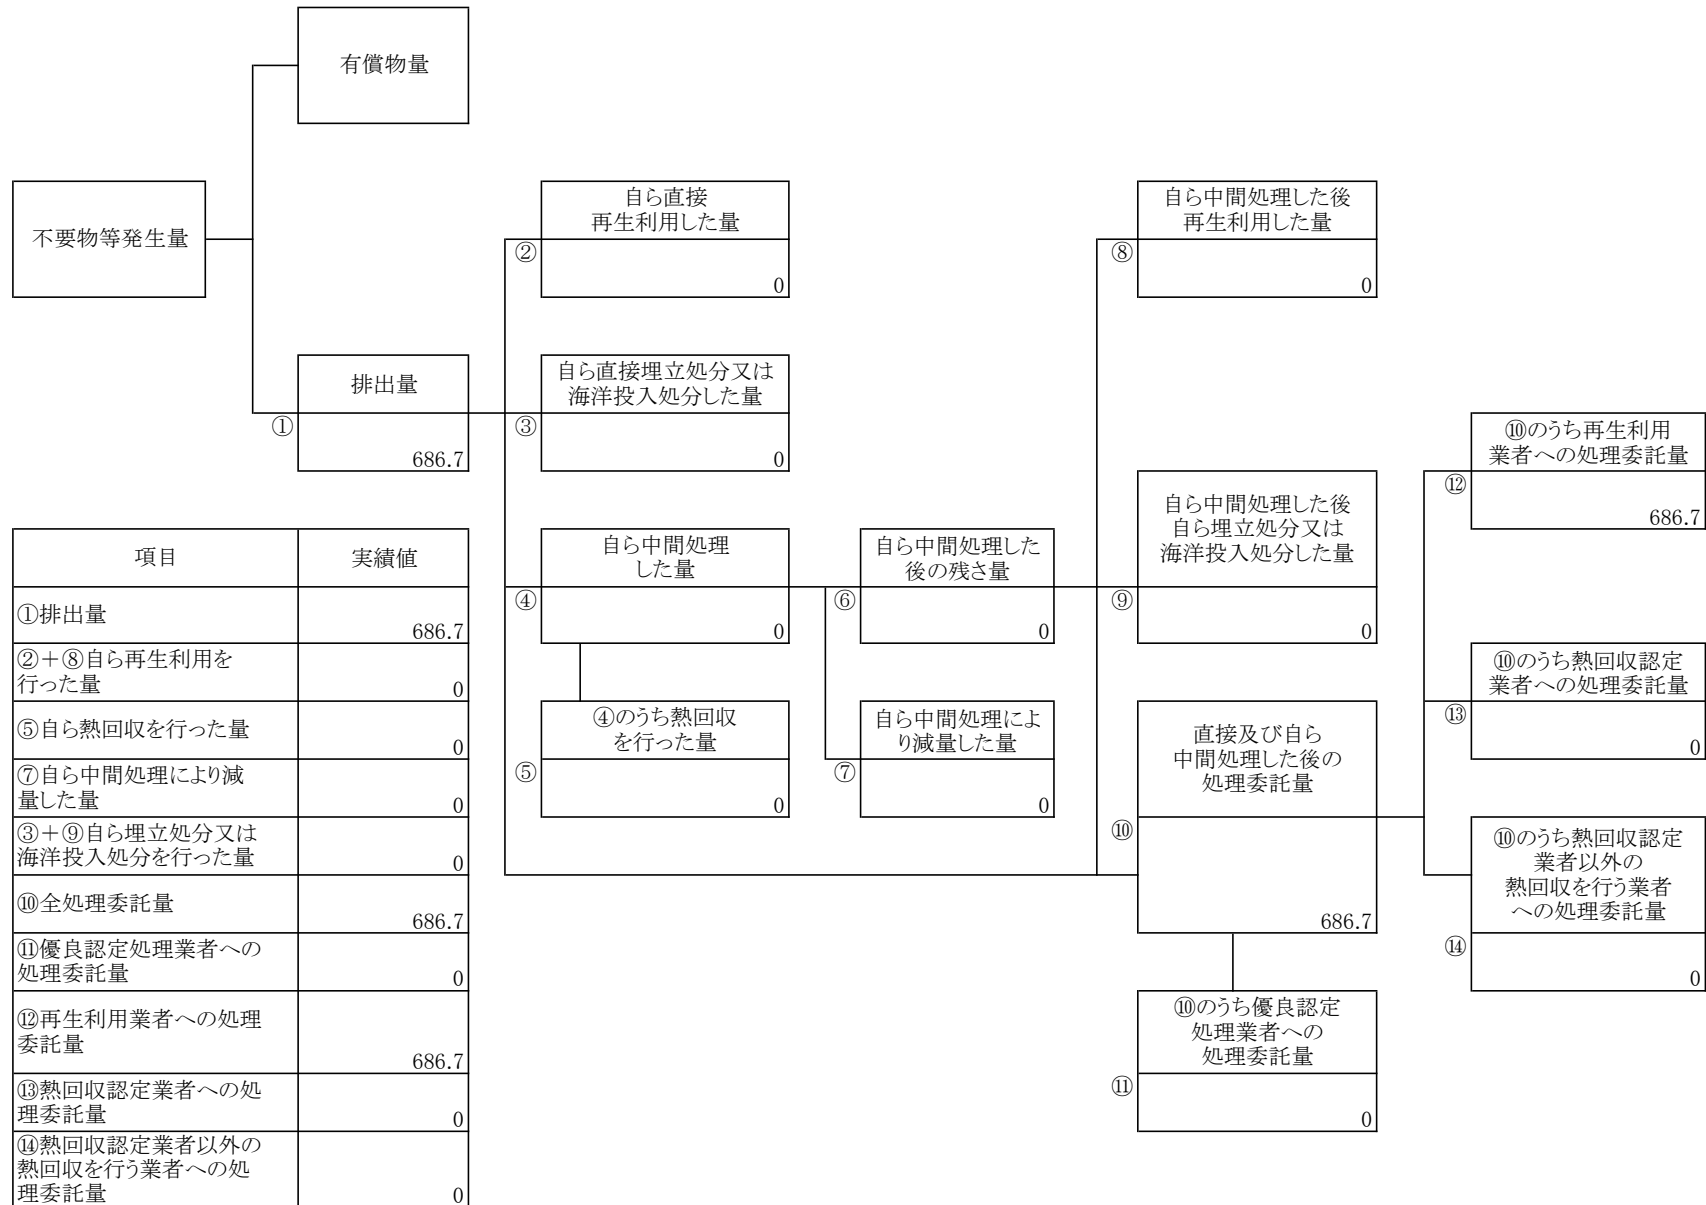 有償物量
不要物等発生量
自ら直接
再生利用した量
②
0
自ら中間処理した後
再生利用した量
⑧
0
排出量
①
686.7
自ら直接埋立処分又は
海洋投入処分した量
③
0
⑩のうち再生利用
業者への処理委託量
⑫
686.7
自ら中間処理
した量
④
0
自ら中間処理した
後の残さ量
⑥
0
自ら中間処理した後
自ら埋立処分又は
海洋投入処分した量
⑨
0
⑩のうち熱回収認定
業者への処理委託量
⑬
0
④のうち熱回収
を行った量
⑤
0
自ら中間処理によ
り減量した量
⑦
0
直接及び自ら
中間処理した後の
処理委託量
⑩
686.7
⑩のうち熱回収認定
業者以外の
熱回収を行う業者
への処理委託量
⑭
0
⑩のうち優良認定
処理業者への
処理委託量
⑪
0
項目 実績値
①排出量
686.7
②＋⑧自ら再生利用を
行った量 0
⑤自ら熱回収を行った量
0
⑦自ら中間処理により減
量した量 0
③＋⑨自ら埋立処分又は
海洋投入処分を行った量 0
⑩全処理委託量
686.7
⑪優良認定処理業者への
処理委託量 0
⑫再生利用業者への処理
委託量
686.7
⑬熱回収認定業者への処
理委託量 0
⑭熱回収認定業者以外の
熱回収を行う業者への処
理委託量 0